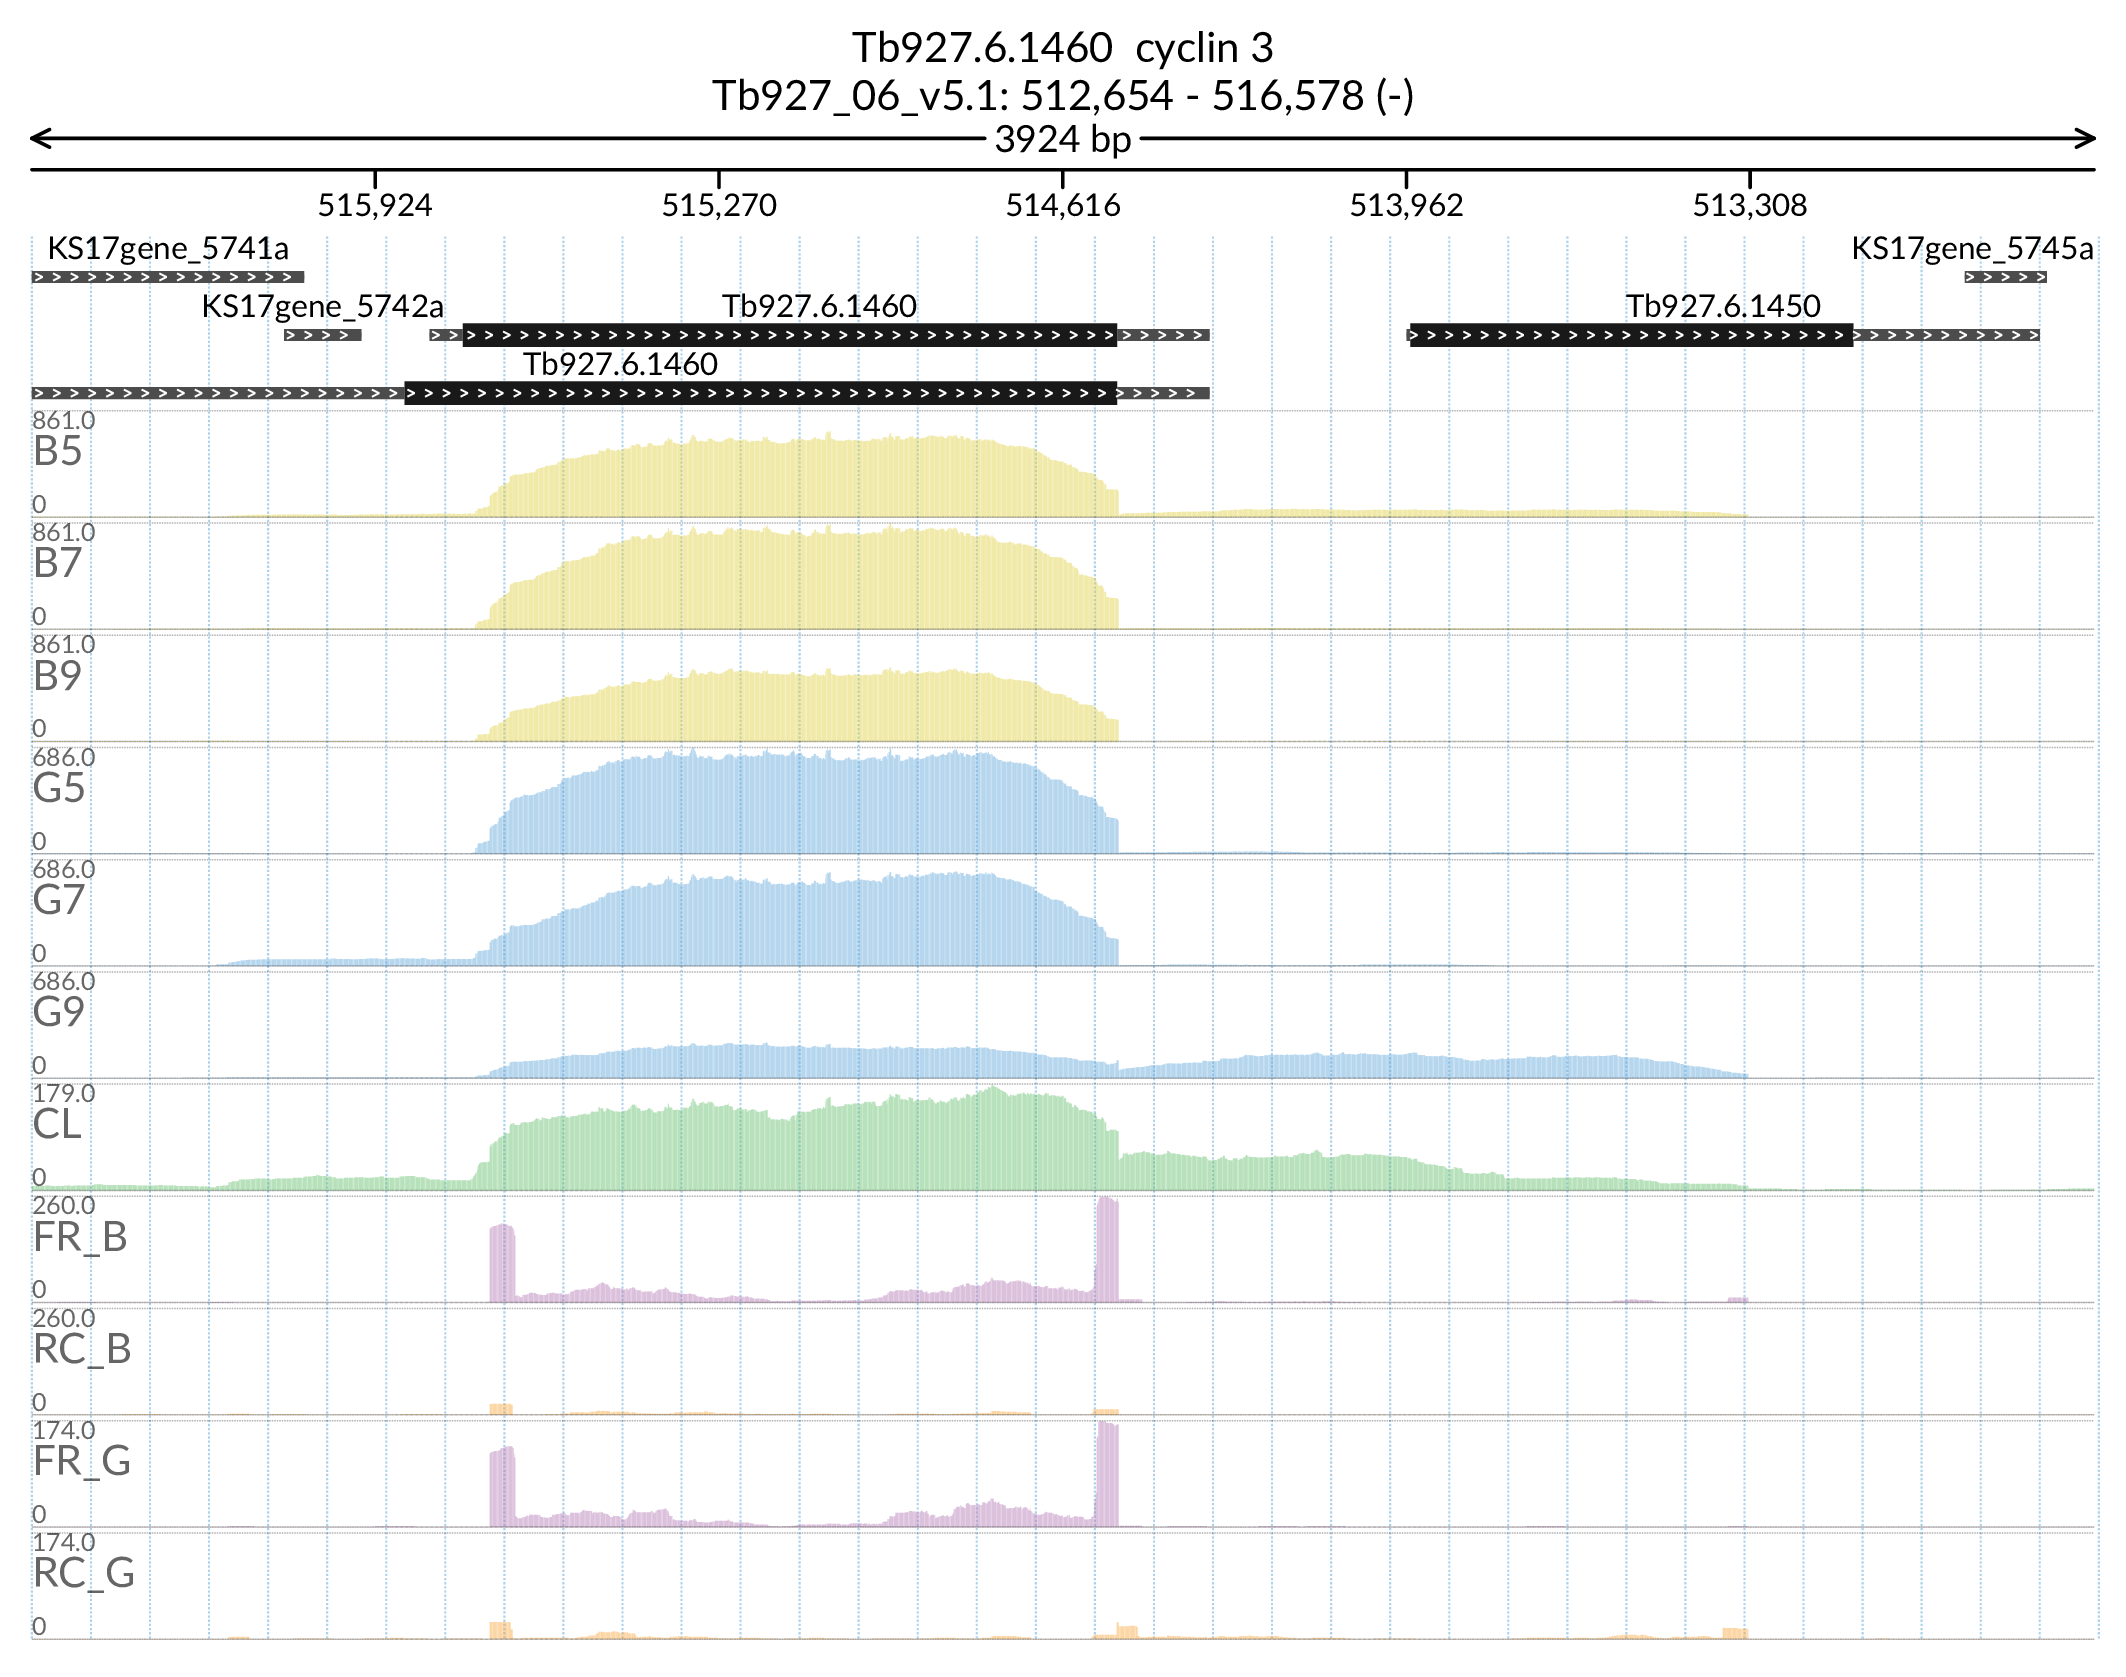 Tb927.6.1460  cyclin 3
Tb927_06_v5.1: 512,654 - 516,578 (-)
3924 bp
515,924 515,270 514,616 513,962 513,308
KS17gene_5741a KS17gene_5745a
KS17gene_5742a Tb927.6.1460 Tb927.6.1450
Tb927.6.1460
861.0
B5
0
861.0
B7
0
861.0
B9
0
686.0
G5
0
686.0
G7
0
686.0
G9
0
179.0
CL
0
260.0
FR_B
0
260.0
RC_B
0
174.0
FR_G
0
174.0
RC_G
0